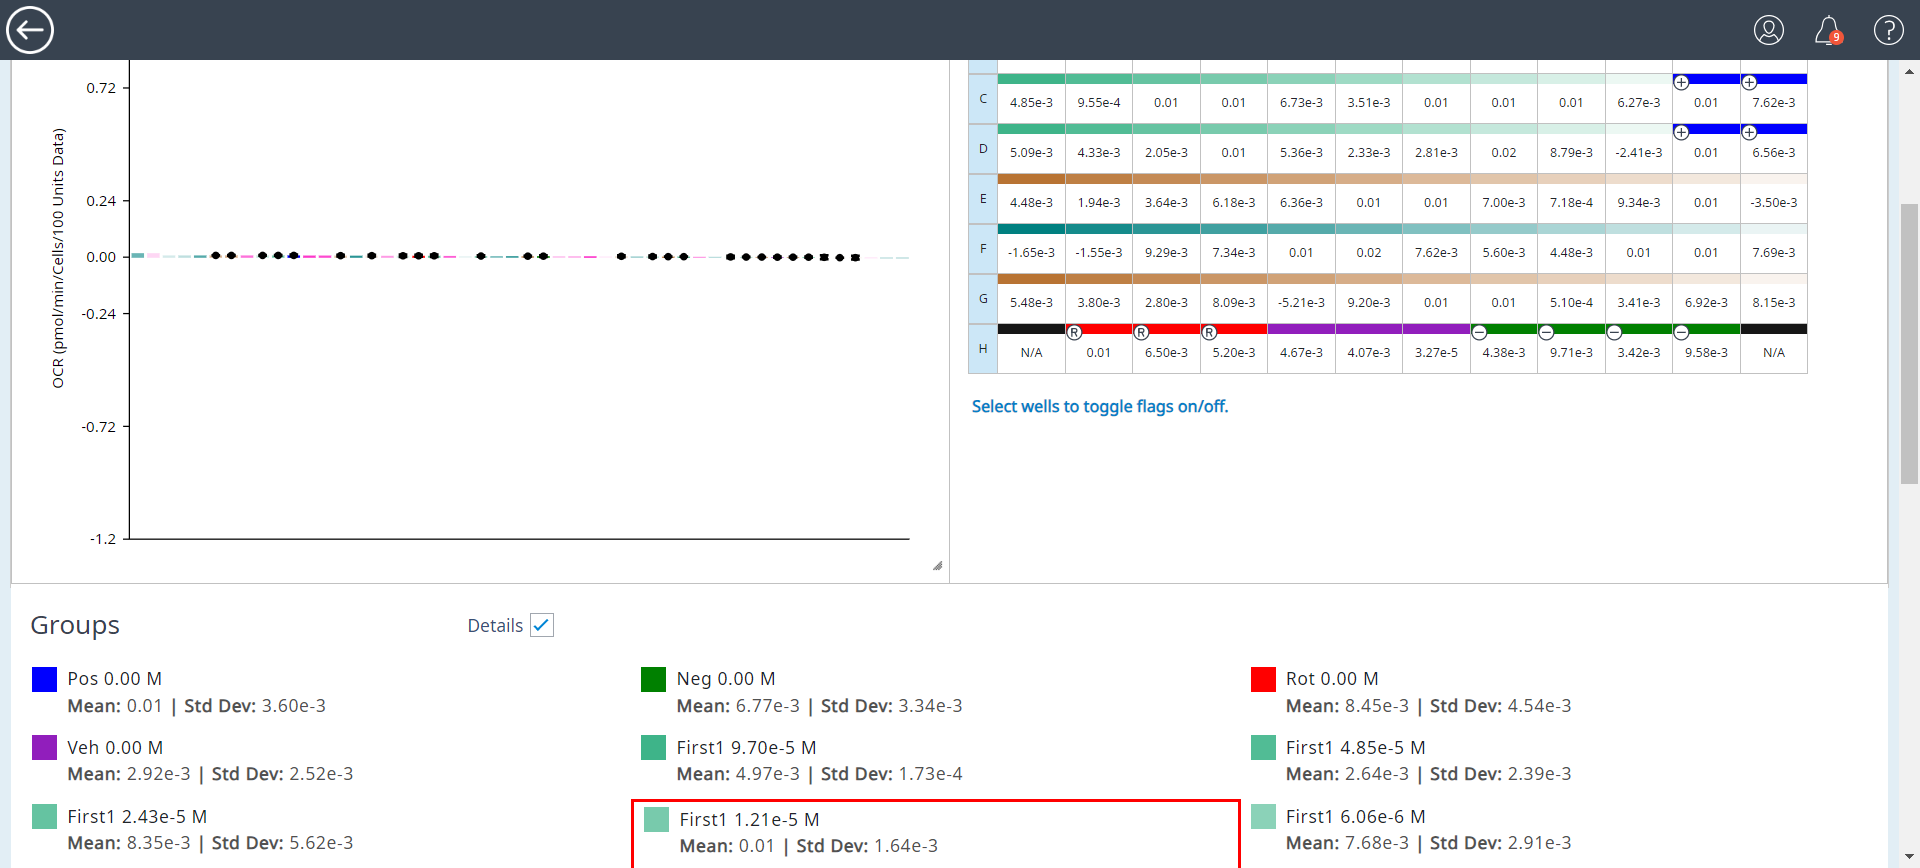 9
?
0.72
0.24
0.00
-0.24
-0.72
-1.2
OCR (pmol/min/Cells/100 Units Data)
C 4.85e-3 9.55e-4 0.01 0.01 6.73e-3 3.51e-3 0.01 0.01 0.01 6.27e-3 0.01 7.62e-3
D 5.09e-3 4.33e-3 2.05e-3 0.01 5.36e-3 2.33e-3 2.81e-3 0.02 8.79e-3 -2.41e-3 0.01 6.56e-3
E 4.48e-3 1.94e-3 3.64e-3 6.18e-3 6.36e-3 0.01 0.01 7.00e-3 7.18e-4 9.34e-3 0.01 -3.50e-3
F -1.65e-3 -1.55e-3 9.29e-3 7.34e-3 0.01 0.02 7.62e-3 5.60e-3 4.48e-3 0.01 0.01 7.69e-3
G 5.48e-3 3.80e-3 2.80e-3 8.09e-3 -5.21e-3 9.20e-3 0.01 0.01 5.10e-4 3.41e-3 6.92e-3 8.15e-3
R R R
H N/A 0.01 6.50e-3 5.20e-3 4.67e-3 4.07e-3 3.27e-5 4.38e-3 9.71e-3 3.42e-3 9.58e-3 N/A
Select wells to toggle flags on/off.
Groups
Details
Pos 0.00 M
Mean: 0.01 | Std Dev: 3.60e-3
Neg 0.00 M
Mean: 6.77e-3 | Std Dev: 3.34e-3
Rot 0.00 M
Mean: 8.45e-3 | Std Dev: 4.54e-3
Veh 0.00 M
Mean: 2.92e-3 | Std Dev: 2.52e-3
First1 9.70e-5 M
Mean: 4.97e-3 | Std Dev: 1.73e-4
First1 4.85e-5 M
Mean: 2.64e-3 | Std Dev: 2.39e-3
First1 2.43e-5 M
Mean: 8.35e-3 | Std Dev: 5.62e-3
First1 1.21e-5 M
Mean: 0.01 | Std Dev: 1.64e-3
First1 6.06e-6 M
Mean: 7.68e-3 | Std Dev: 2.91e-3